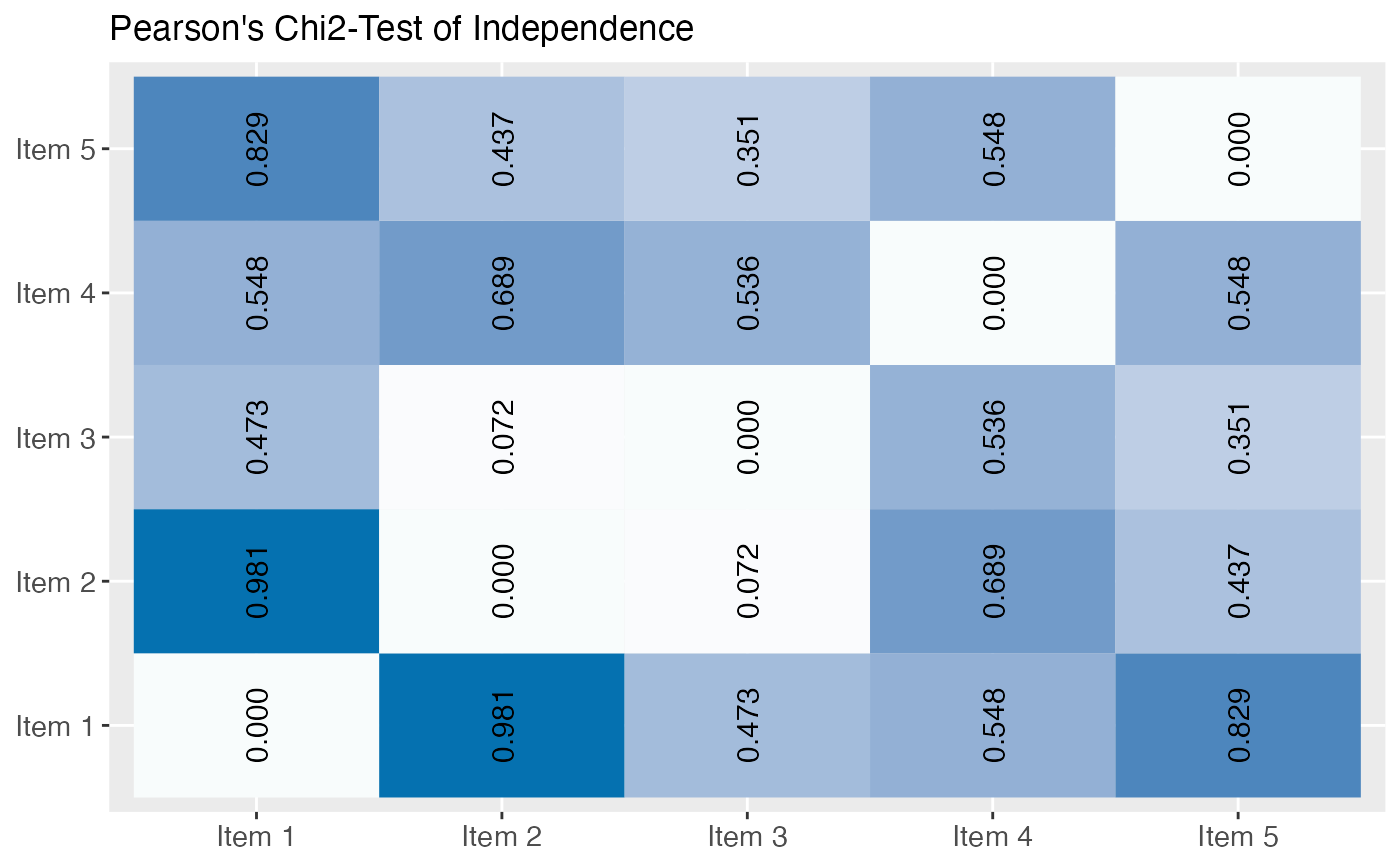 Pearson's Chi2-Test of Independence
Item 5 0.829 0.437 0.351 0.548 0.000
Item 4 0.548 0.689 0.536 0.000 0.548
Item 3 0.473 0.072 0.000 0.536 0.351
Item 2 0.981 0.000 0.072 0.689 0.437
Item 1 0.000 0.981 0.473 0.548 0.829
Item 1 Item 2 Item 3 Item 4 Item 5